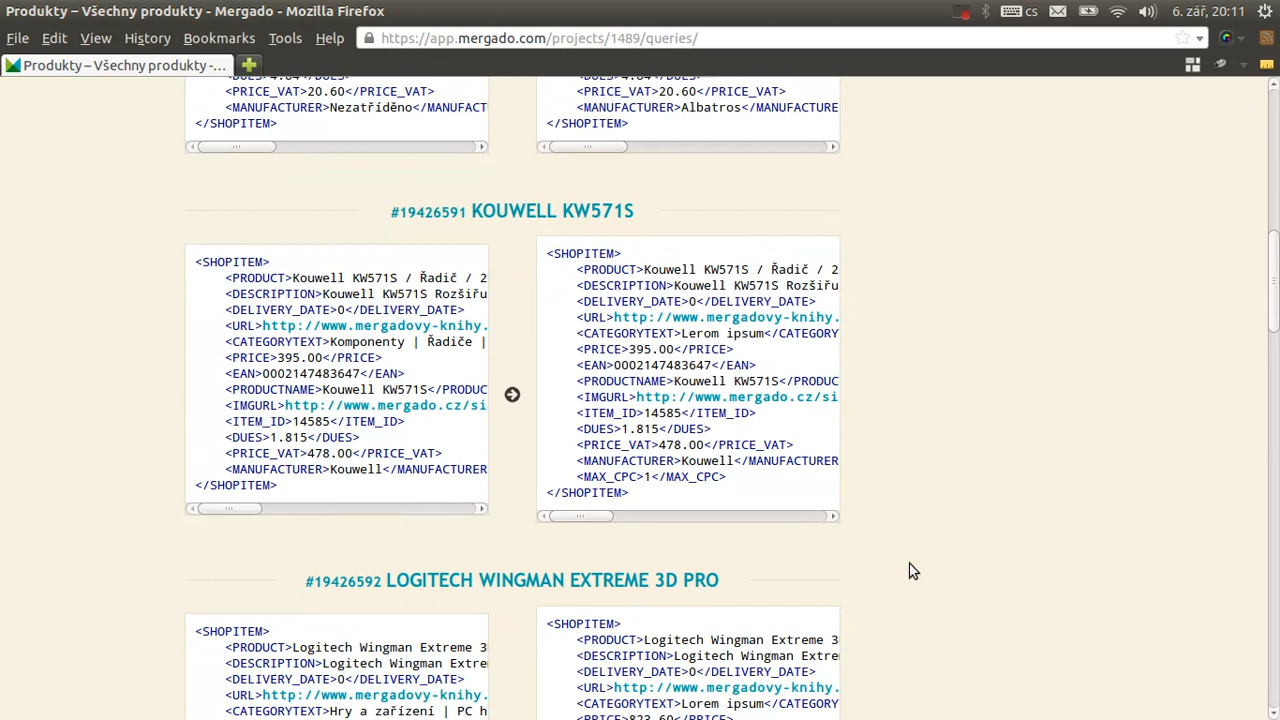 Produkty – Všechny produkty - Mergado - Mozilla Firefox
cs
6. zář, 20:11
File Edit View History Bookmarks Tools Help
https://app.mergado.com/projects/1489/queries/
Produkty – Všechny produkty -...
<PRICE_VAT>20.60</PRICE_VAT>
<MANUFACTURER>Nezatříděno</MANUFACT
</SHOPITEM>
<PRICE_VAT>20.60</PRICE_VAT>
<MANUFACTURER>Albatros</MANUFACTURE
</SHOPITEM>
#19426591 KOUWELL KW571S
<SHOPITEM>
<PRODUCT>Kouwell KW571S / Řadič / 2
<DESCRIPTION>Kouwell KW571S Rozšiřu
<DELIVERY_DATE>0</DELIVERY_DATE>
<URL>http://www.mergadovy-knihy.
<CATEGORYTEXT>Komponenty | Řadiče |
<PRICE>395.00</PRICE>
<EAN>0002147483647</EAN>
<PRODUCTNAME>Kouwell KW571S</PRODUC
<IMGURL>http://www.mergado.cz/si
<ITEM_ID>14585</ITEM_ID>
<DUES>1.815</DUES>
<PRICE_VAT>478.00</PRICE_VAT>
<MANUFACTURER>Kouwell</MANUFACTURER
</SHOPITEM>
<SHOPITEM>
<PRODUCT>Kouwell KW571S / Řadič / 2
<DESCRIPTION>Kouwell KW571S Rozšiřu
<DELIVERY_DATE>0</DELIVERY_DATE>
<URL>http://www.mergadovy-knihy.
<CATEGORYTEXT>Lerom ipsum</CATEGORY
<PRICE>395.00</PRICE>
<EAN>0002147483647</EAN>
<PRODUCTNAME>Kouwell KW571S</PRODUC
<IMGURL>http://www.mergado.cz/si
<ITEM_ID>14585</ITEM_ID>
<DUES>1.815</DUES>
<PRICE_VAT>478.00</PRICE_VAT>
<MANUFACTURER>Kouwell</MANUFACTURER
<MAX_CPC>1</MAX_CPC>
</SHOPITEM>
#19426592 LOGITECH WINGMAN EXTREME 3D PRO
<SHOPITEM>
<PRODUCT>Logitech Wingman Extreme 3
<DESCRIPTION>Logitech Wingman Extre
<DELIVERY_DATE>0</DELIVERY_DATE>
<URL>http://www.mergadovy-knihy.
<CATEGORYTEXT>Hry a zařízení | PC h
<SHOPITEM>
<PRODUCT>Logitech Wingman Extreme 3
<DESCRIPTION>Logitech Wingman Extre
<DELIVERY_DATE>0</DELIVERY_DATE>
<URL>http://www.mergadovy-knihy.
<CATEGORYTEXT>Lorem ipsum</CATEGORY